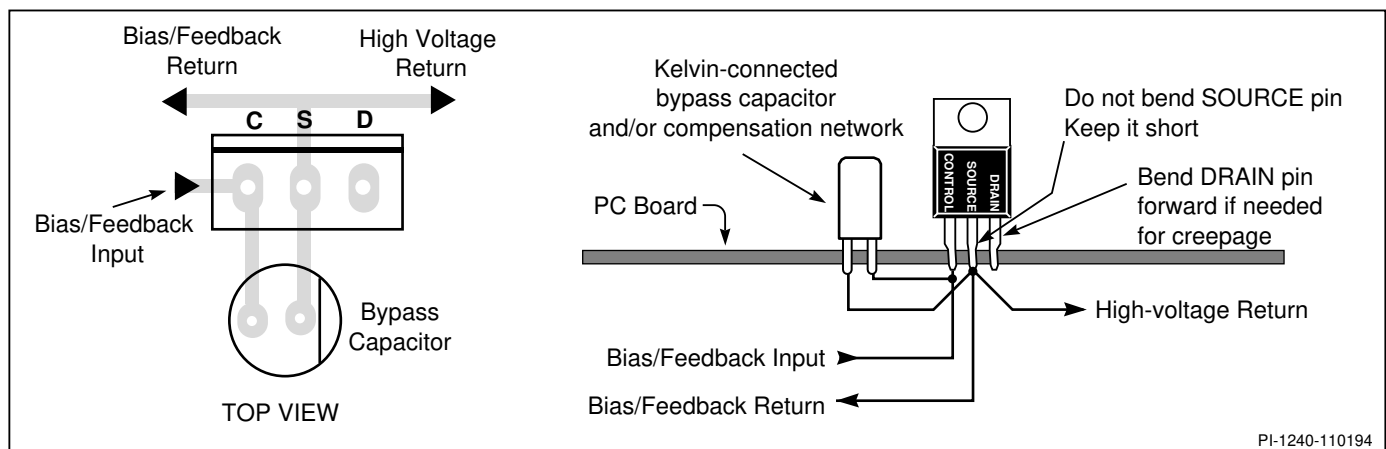 Bias/Feedback
Return
High Voltage
Return
C S D
Bias/Feedback
Input
Bypass
Capacitor
TOP VIEW
Kelvin-connected
bypass capacitor
and/or compensation network
PC Board
CONTROL
SOURCE
DRAIN
Do not bend SOURCE pin
Keep it short
Bend DRAIN pin
forward if needed
for creepage
High-voltage Return
Bias/Feedback Input
Bias/Feedback Return
PI-1240-110194